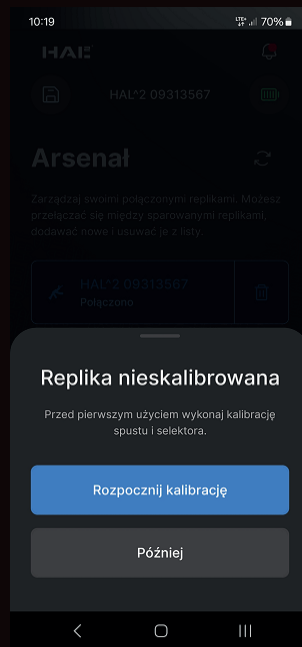 10:19
LTE+ 70%
HAL
HAL^2 09313567
Arsenał
Zarządzaj swoimi połączonymi replikami. Możesz
przełączać się między sparowanymi replikami,
dodawać nowe i usuwać je z listy.
HAL^2 09313567
Połączono
Replika nieskalibrowana
Przed pierwszym użyciem wykonaj kalibrację
spustu i selektora.
Rozpocznij kalibrację
Później